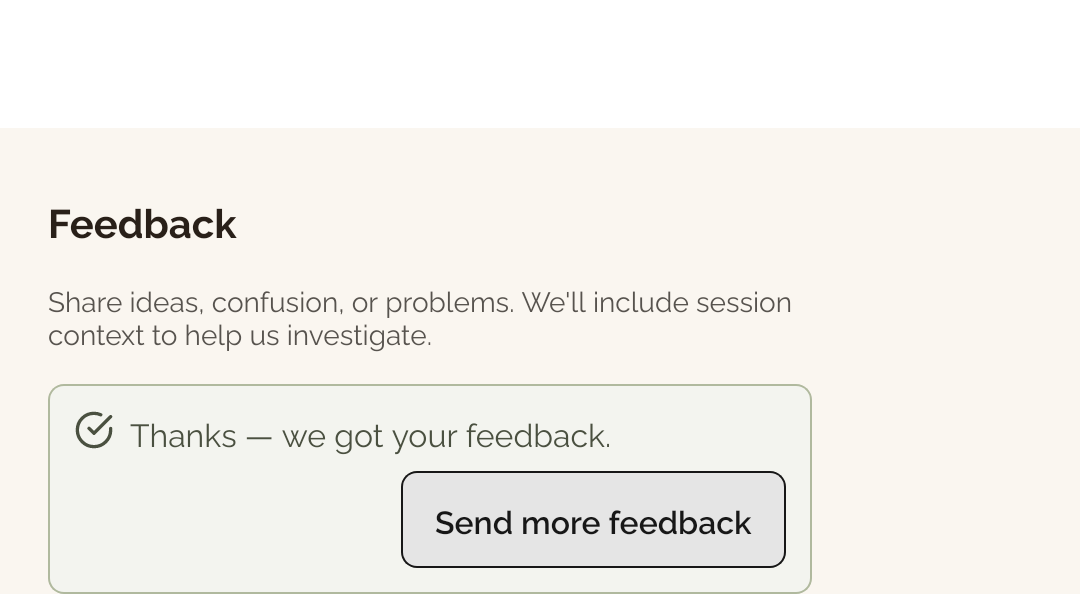 Feedback
Share ideas, confusion, or problems. We'll include session
context to help us investigate.
Thanks — we got your feedback.
Send more feedback